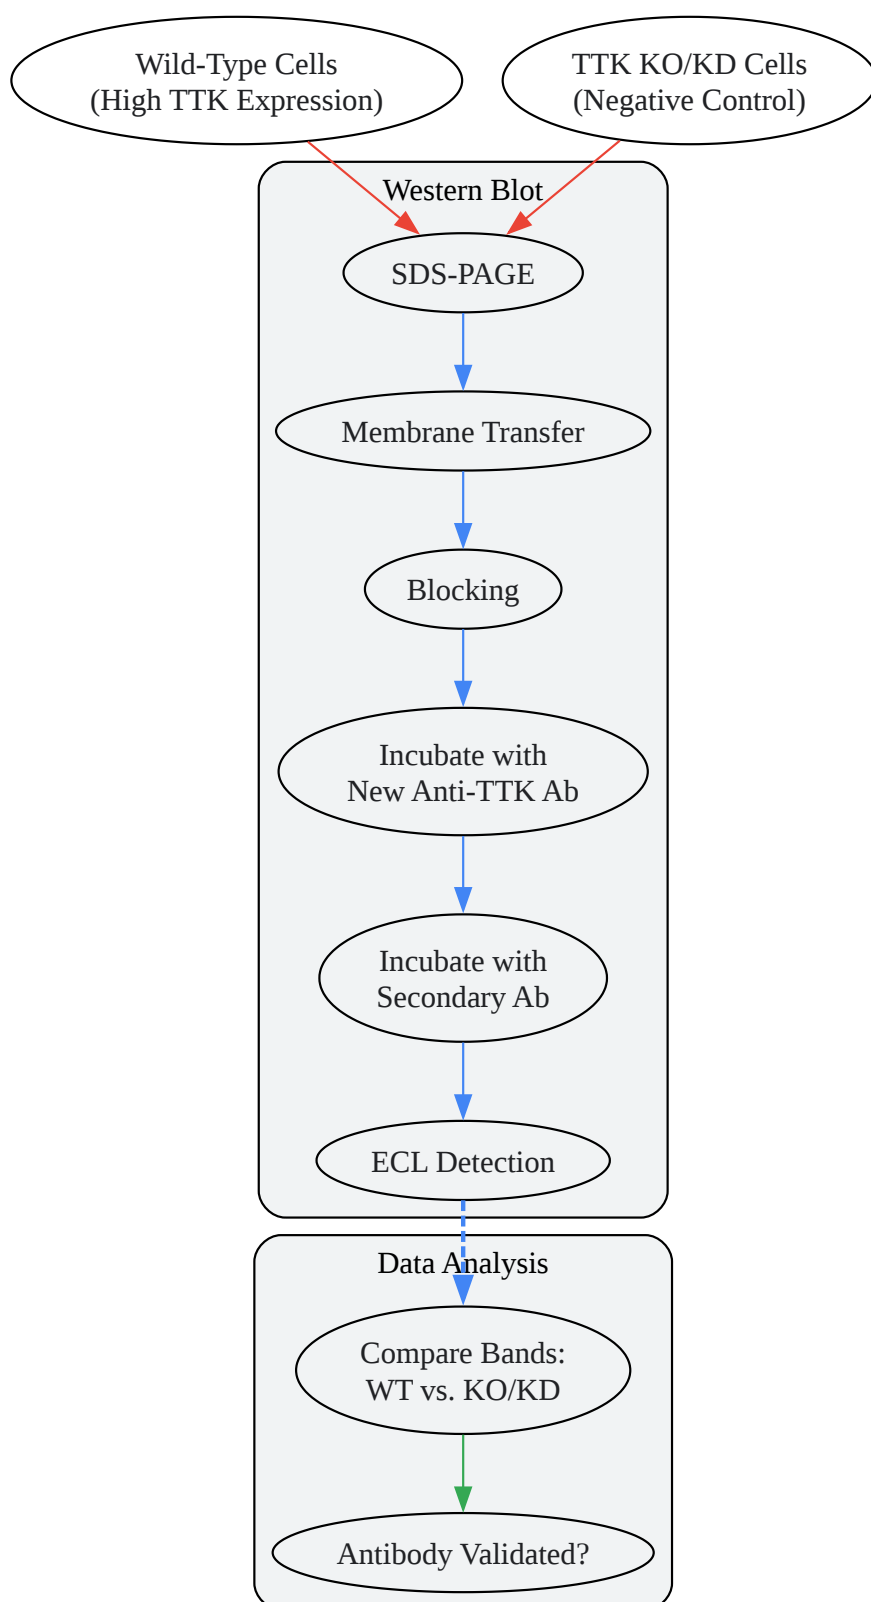 Wild-Type Cells
(High TTK Expression)
TTK KO/KD Cells
(Negative Control)
Western Blot
SDS-PAGE
Membrane Transfer
Blocking
Incubate with
New Anti-TTK Ab
Incubate with
Secondary Ab
ECL Detection
Data Analysis
Compare Bands:
WT vs. KO/KD
Antibody Validated?